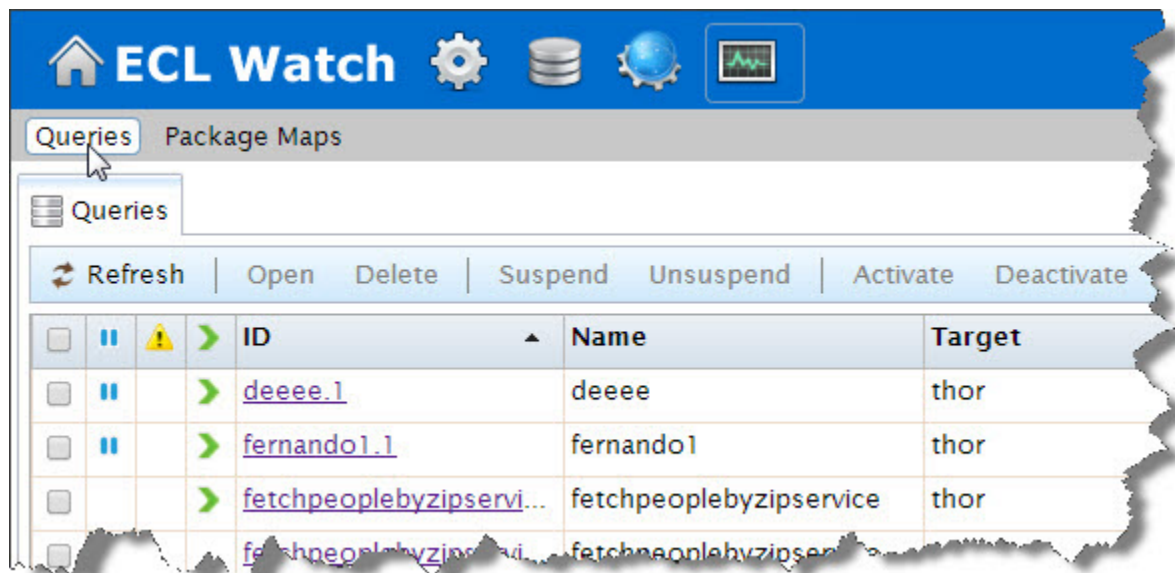 ECL Watch
Queries Package Maps
Queries
Refresh Open Delete Suspend Unsuspend Activate Deactivate
ID Name Target
deeee.1 deeee thor
fernando1.1 fernando1 thor
fetchpeoplebyzipservi... fetchpeoplebyzipservice thor